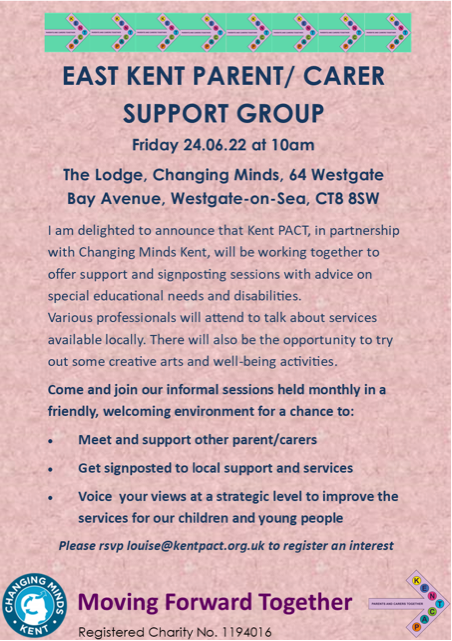 EAST KENT PARENT/ CARER
SUPPORT GROUP
Friday 24.06.22 at 10am
The Lodge, Changing Minds, 64 Westgate
Bay Avenue, Westgate-on-Sea, CT8 8SW
I am delighted to announce that Kent PACT, in partnership
with Changing Minds Kent, will be working together to
offer support and signposting sessions with advice on
special educational needs and disabilities.
Various professionals will attend to talk about services
available locally. There will also be the opportunity to try
out some creative arts and well-being activities.
Come and join our informal sessions held monthly in a
friendly, welcoming environment for a chance to:
• Meet and support other parent/carers
• Get signposted to local support and services
• Voice your views at a strategic level to improve the
services for our children and young people
Please rsvp louise@kentpact.org.uk to register an interest
CHANGING MINDS
KENT
Moving Forward Together
Registered Charity No. 1194016
PARENTS AND CARERS TOGETHER
KENT
PACT